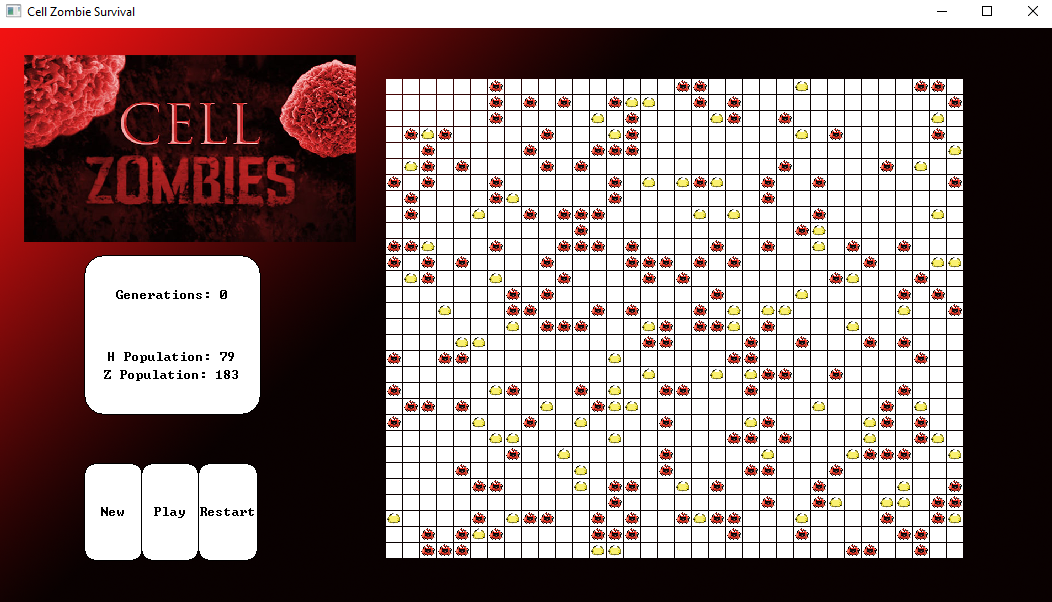 Cell Zombie Survival
CELL
ZOMBIES
Generations: 0
H Population: 79
Z Population: 183
New
Play
Restart